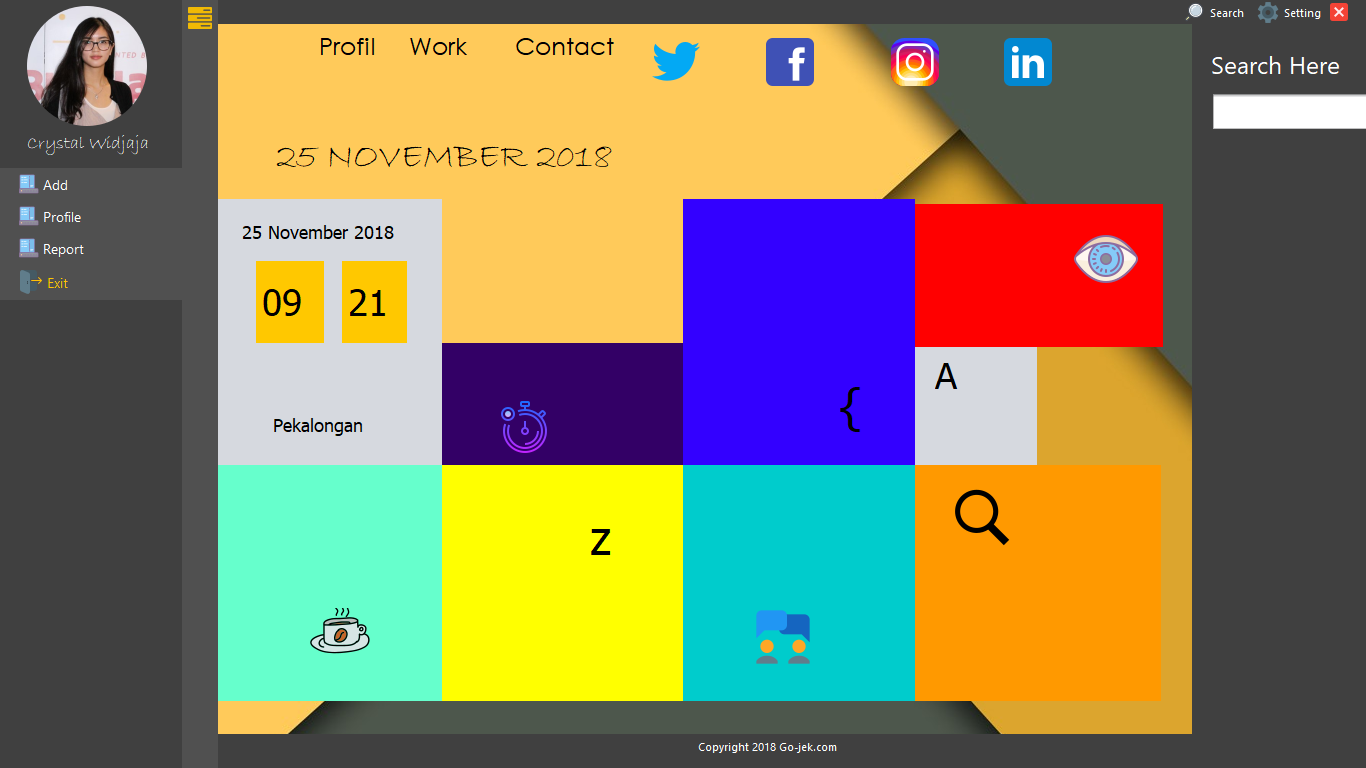 Search Setting
Crystal Widjaja
Add
Profile
Report
Exit
Profil Work Contact
25 NOVEMBER 2018
25 November 2018
09 21
Pekalongan
{
A
z
Search Here
Copyright 2018 Go-jek.com